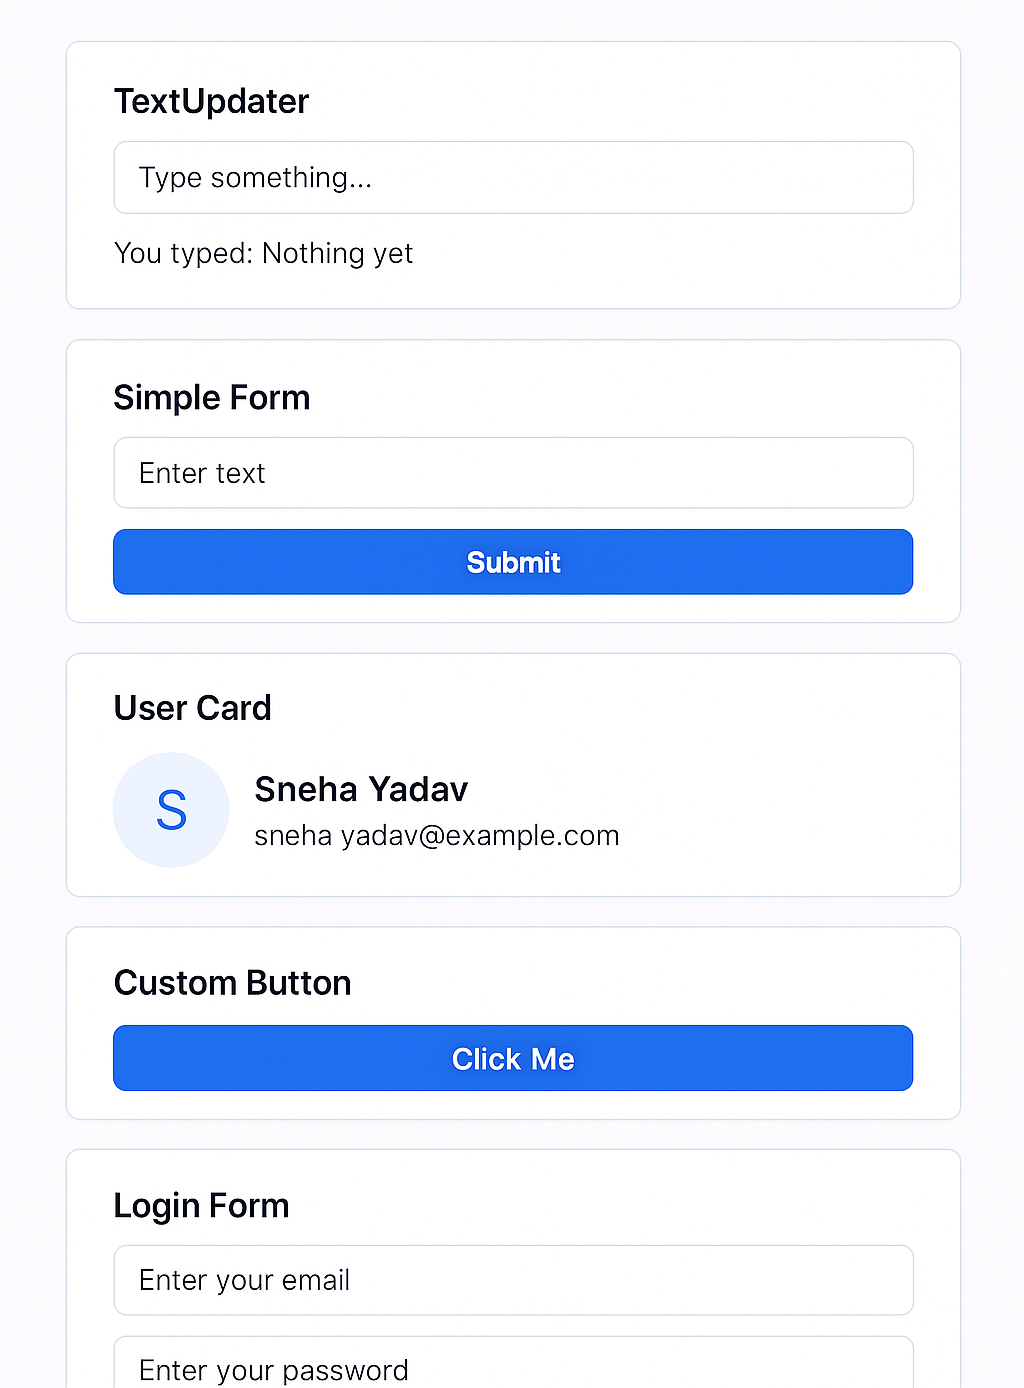 TextUpdater
Type something...
You typed: Nothing yet
Simple Form
Enter text
Submit
User Card
S
Sneha Yadav
sneha yadav@example.com
Custom Button
Click Me
Login Form
Enter your email
Enter your password